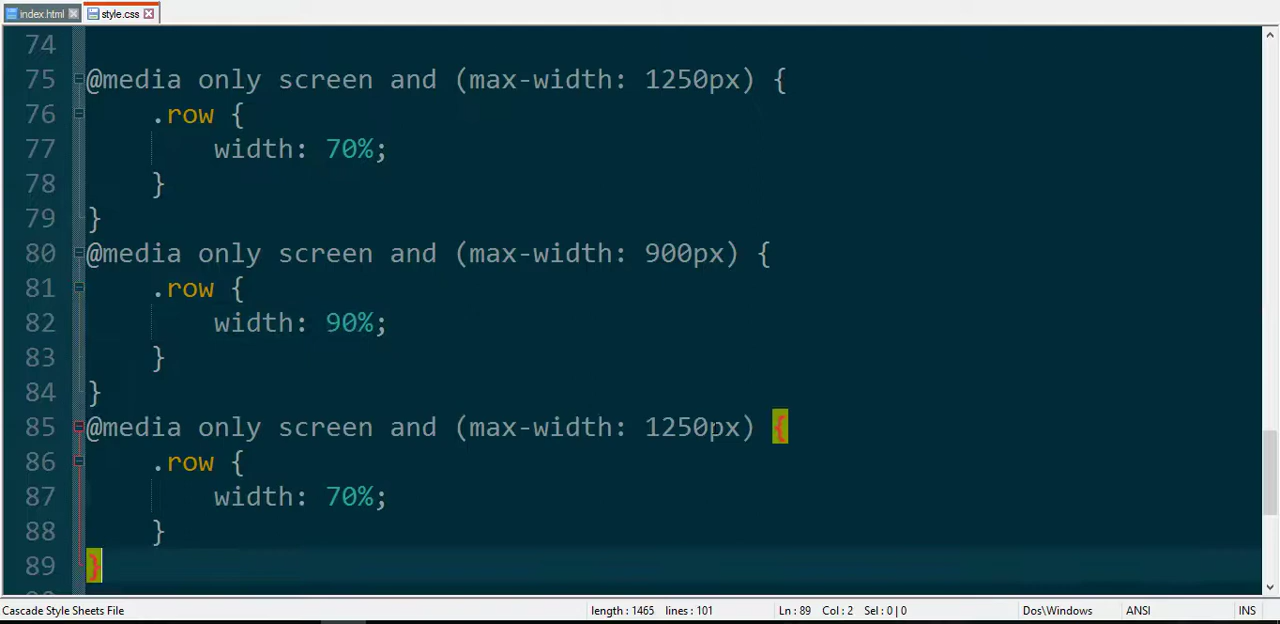 index.html style.css
74
75 @media only screen and (max-width: 1250px) {
76 .row {
77 width: 70%;
78 }
79 }
80 @media only screen and (max-width: 900px) {
81 .row {
82 width: 90%;
83 }
84 }
85 @media only screen and (max-width: 1250px) {
86 .row {
87 width: 70%;
88 }
89 }
Cascade Style Sheets File length : 1465 lines : 101 Ln : 89 Col : 2 Sel : 0 | 0 Dos\Windows ANSI INS